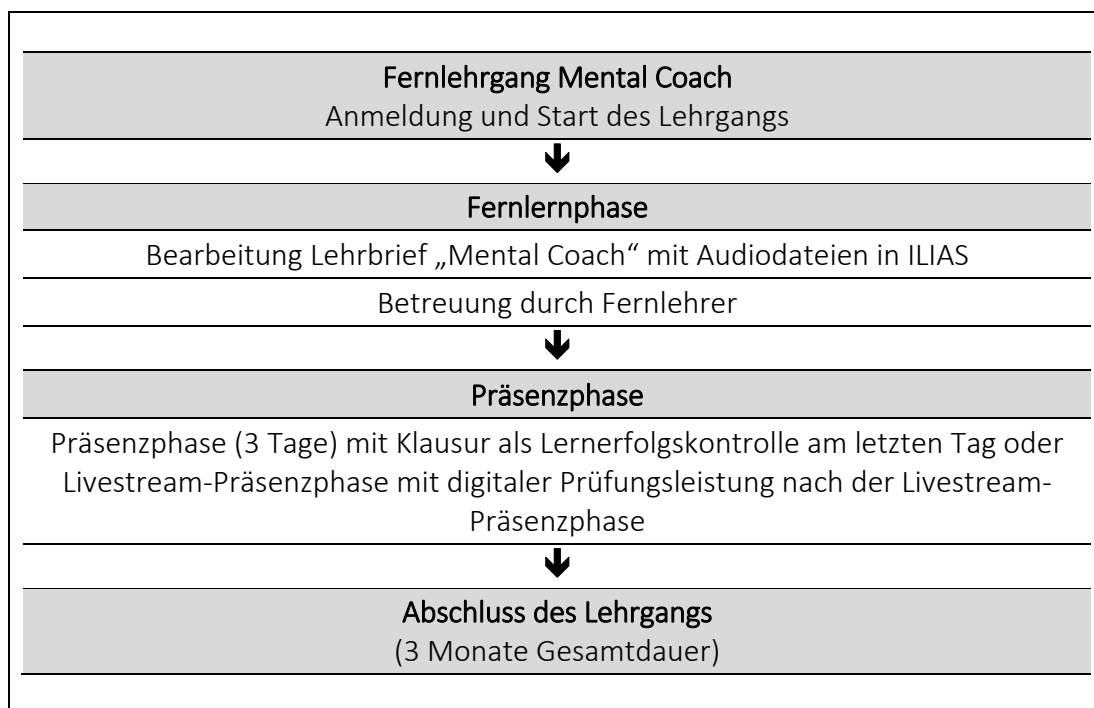 Fernlehrgang Mental Coach
Anmeldung und Start des Lehrgangs
Fernlernphase
Bearbeitung Lehrbrief „Mental Coach“ mit Audiodateien in ILIAS
Betreuung durch Fernlehrer
Präsenzphase
Präsenzphase (3 Tage) mit Klausur als Lernerfolgskontrolle am letzten Tag oder
Livestream-Präsenzphase mit digitaler Prüfungsleistung nach der Livestream-
Präsenzphase
Abschluss des Lehrgangs
(3 Monate Gesamtdauer)